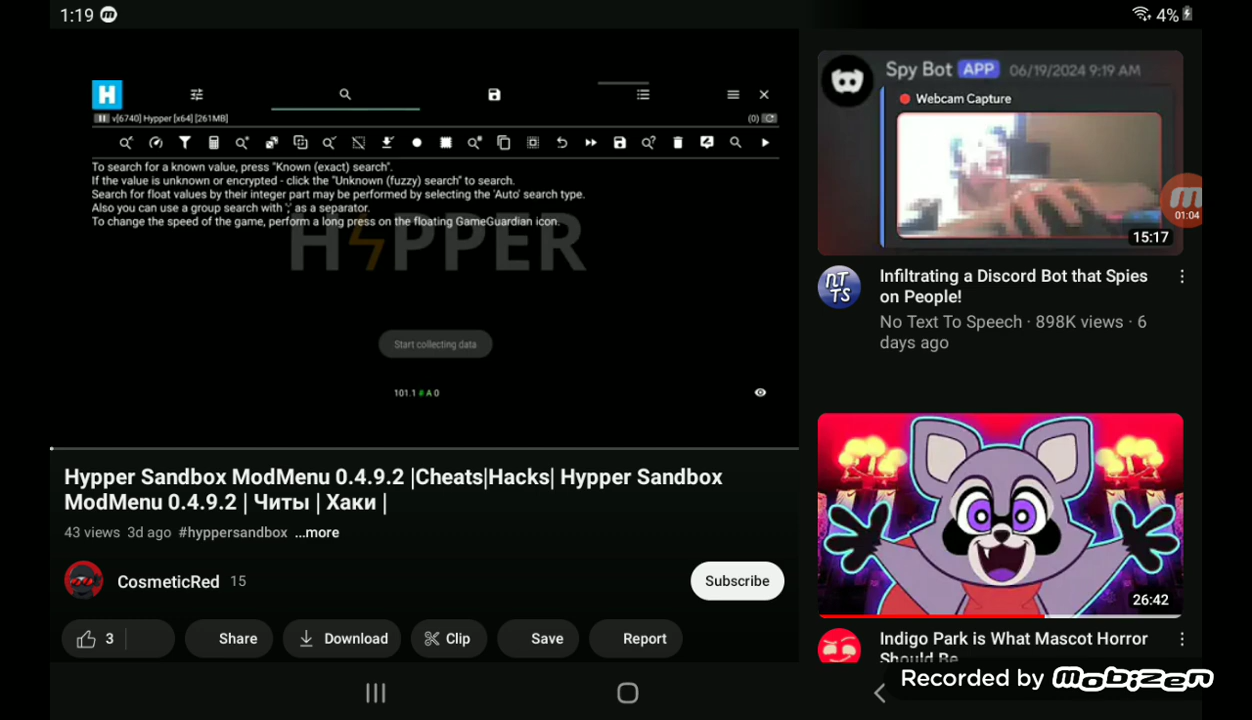 1:19 m
4%
H
v[6740] Hypper [x64] [261MB]
(0)
To search for a known value, press "Known (exact) search".
If the value is unknown or encrypted - click the "Unknown (fuzzy) search" to search.
Search for float values by their integer part may be performed by selecting the 'Auto' search type.
Also you can use a group search with ';' as a separator.
To change the speed of the game, perform a long press on the floating GameGuardian icon.
HYPPER
Start collecting data
101.1 # A 0
Hypper Sandbox ModMenu 0.4.9.2 |Cheats|Hacks| Hypper Sandbox
ModMenu 0.4.9.2 | Читы | Хаки |
43 views 3d ago #hyppersandbox ...more
CosmeticRed 15
Subscribe
3
Share
Download
Clip
Save
Report
Spy Bot APP 06/19/2024 9:19 AM
Webcam Capture
15:17
m
01:04
NT
TS
Infiltrating a Discord Bot that Spies
on People!
No Text To Speech · 898K views · 6
days ago
26:42
Indigo Park is What Mascot Horror
Should Be
Recorded by mobizen